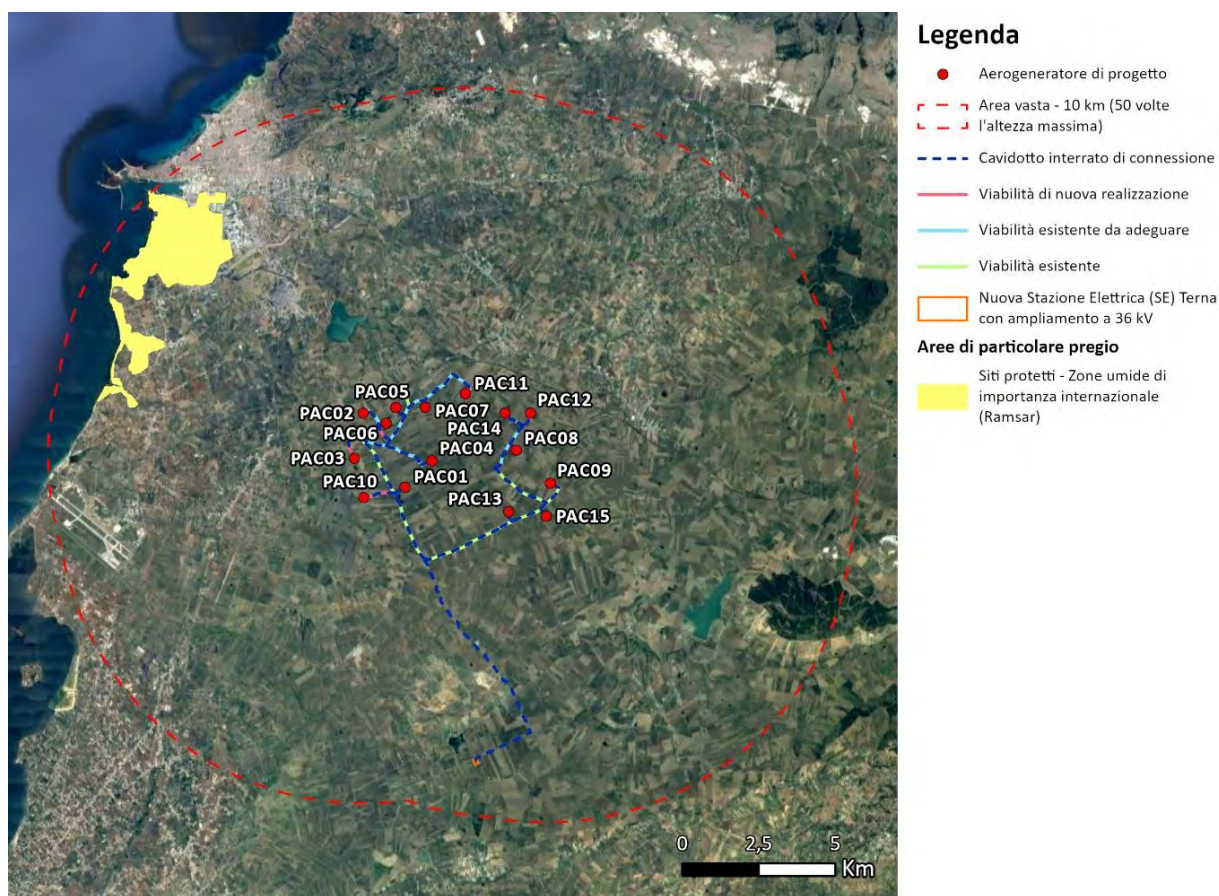 Legenda
Aerogeneratore di progetto
Area vasta - 10 km (50 volte
l'altezza massima)
Cavidotto interrato di connessione
Viabilità di nuova realizzazione
Viabilità esistente da adeguare
Viabilità esistente
Nuova Stazione Elettrica (SE) Terna
con ampliamento a 36 kV
Aree di particolare pregio
Siti protetti - Zone umide di
importanza internazionale
(Ramsar)
PAC05
PAC11
PAC02
PAC07
PAC12
PAC06
PAC14
PAC03
PAC04
PAC08
PAC10
PAC01
PAC09
PAC13
PAC15
0
2,5
5
Km